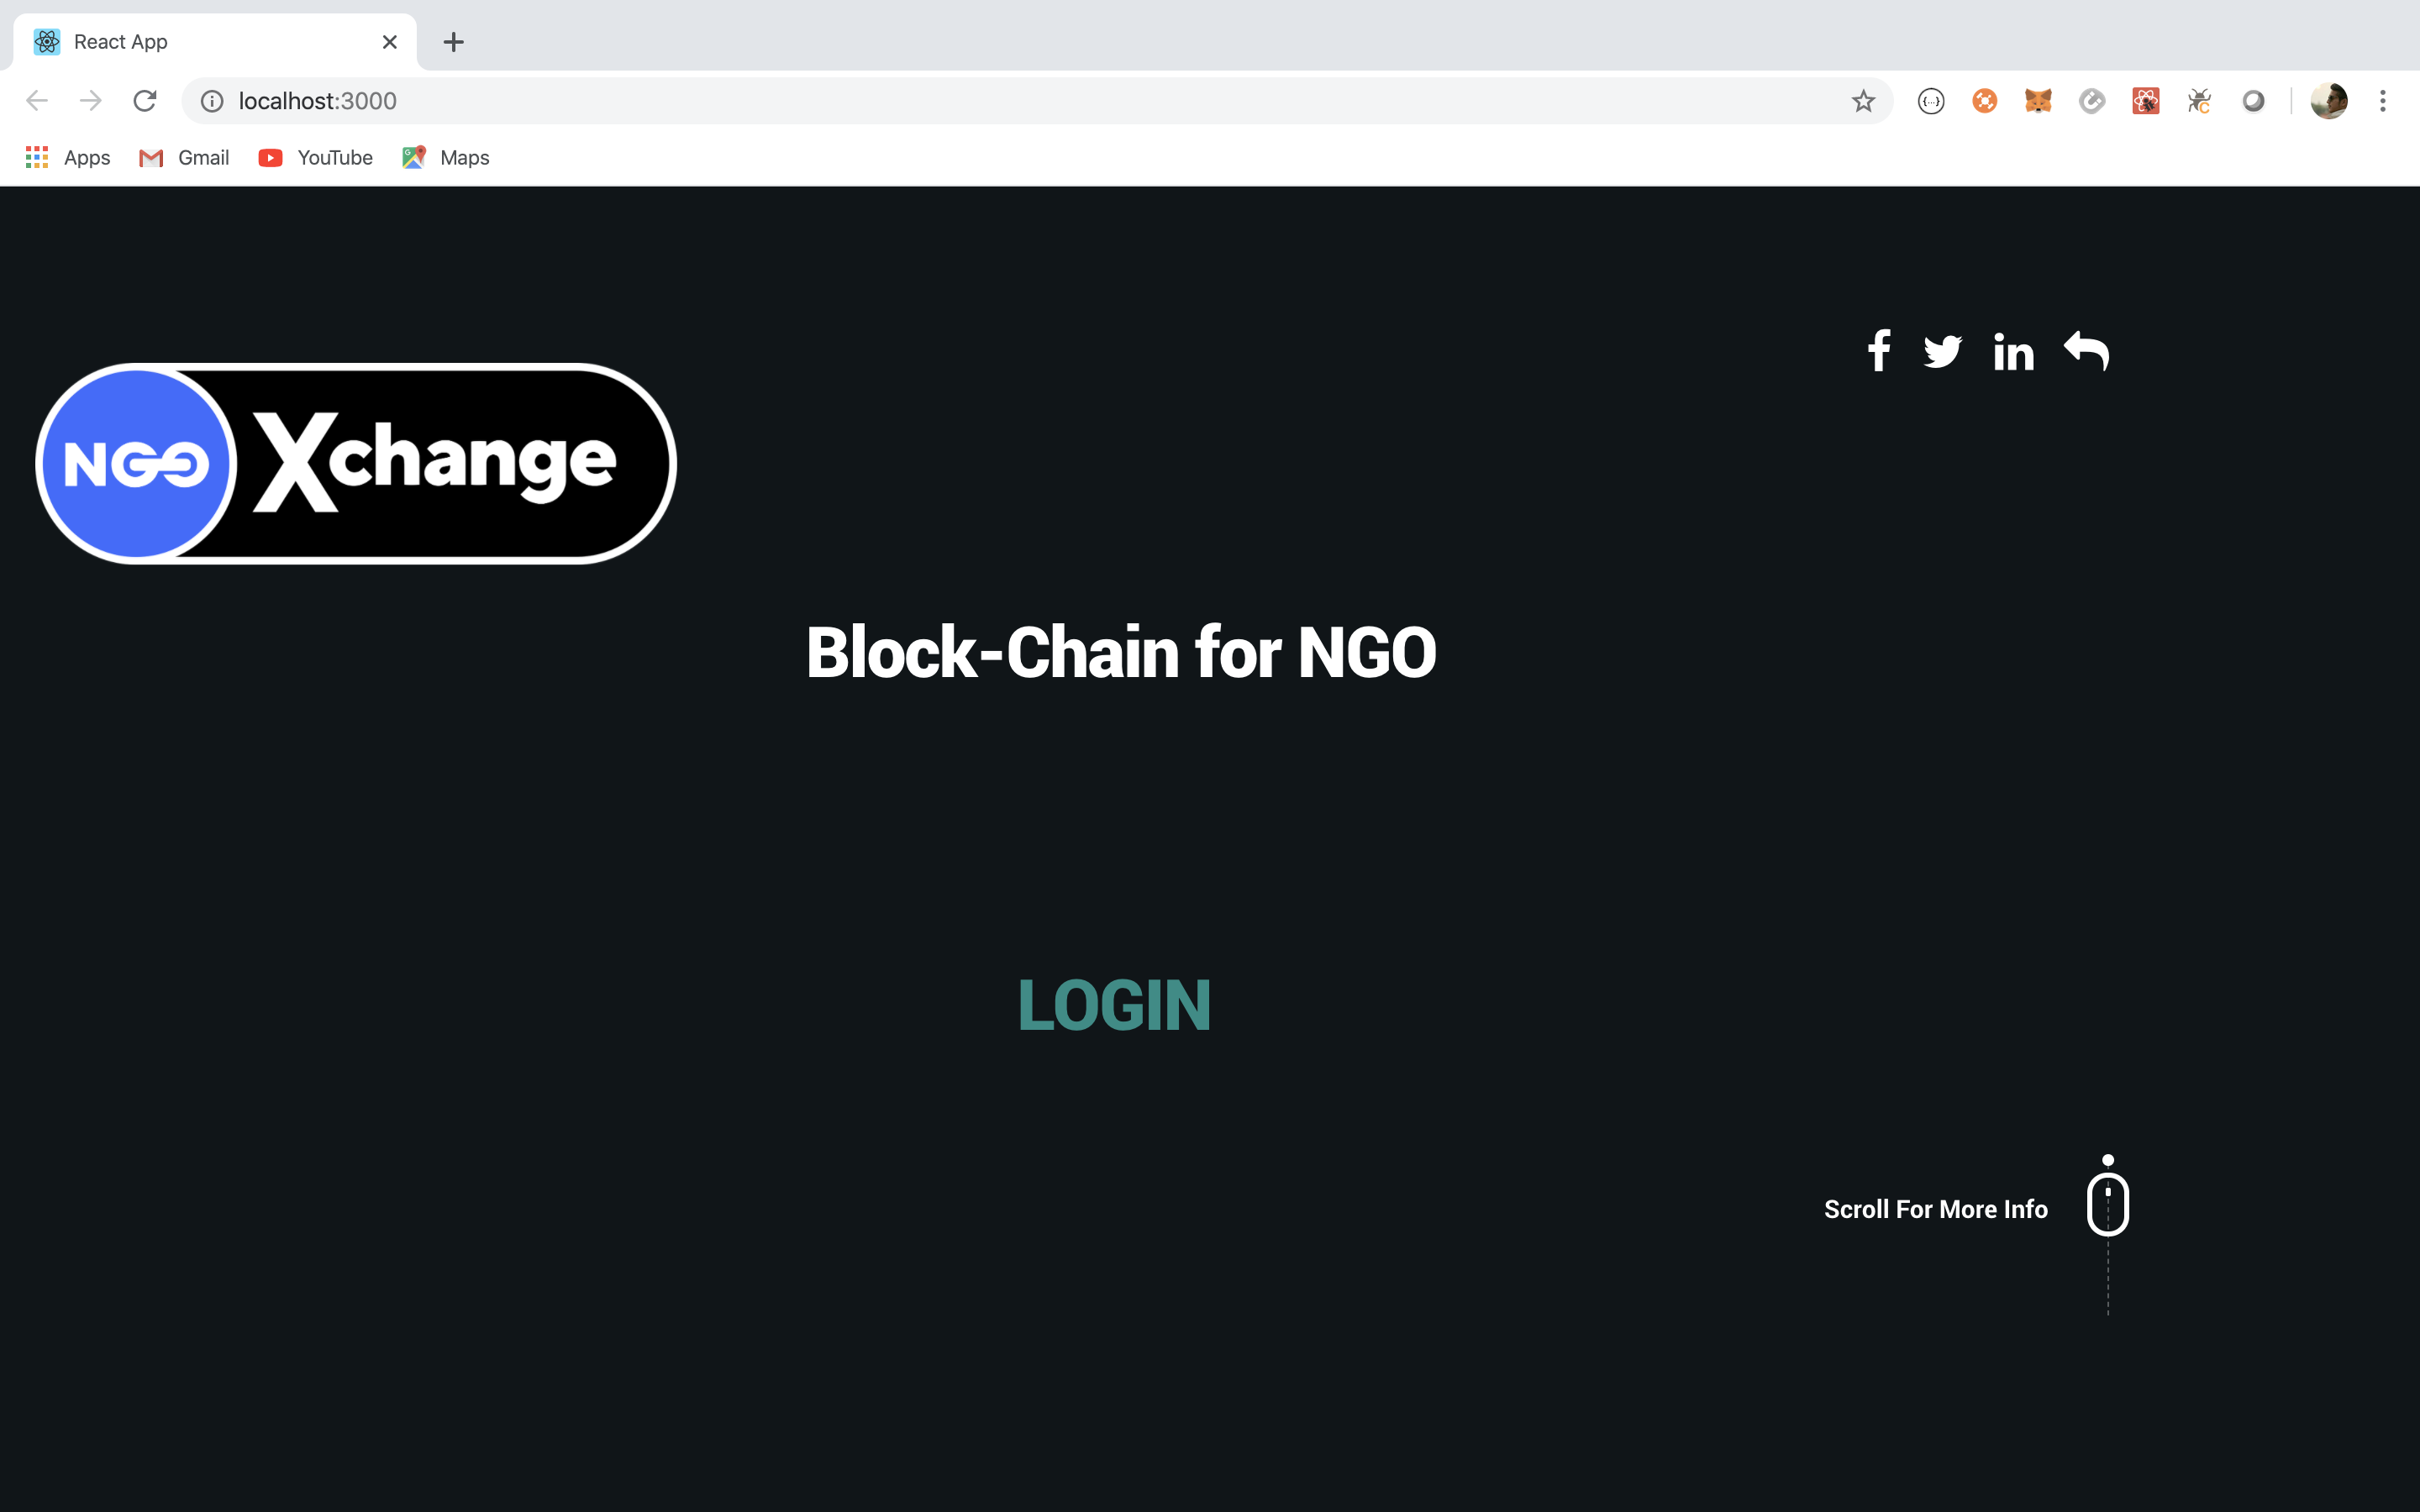 React App
localhost:3000
Apps Gmail YouTube Maps
NGO Xchange
Block-Chain for NGO
LOGIN
Scroll For More Info